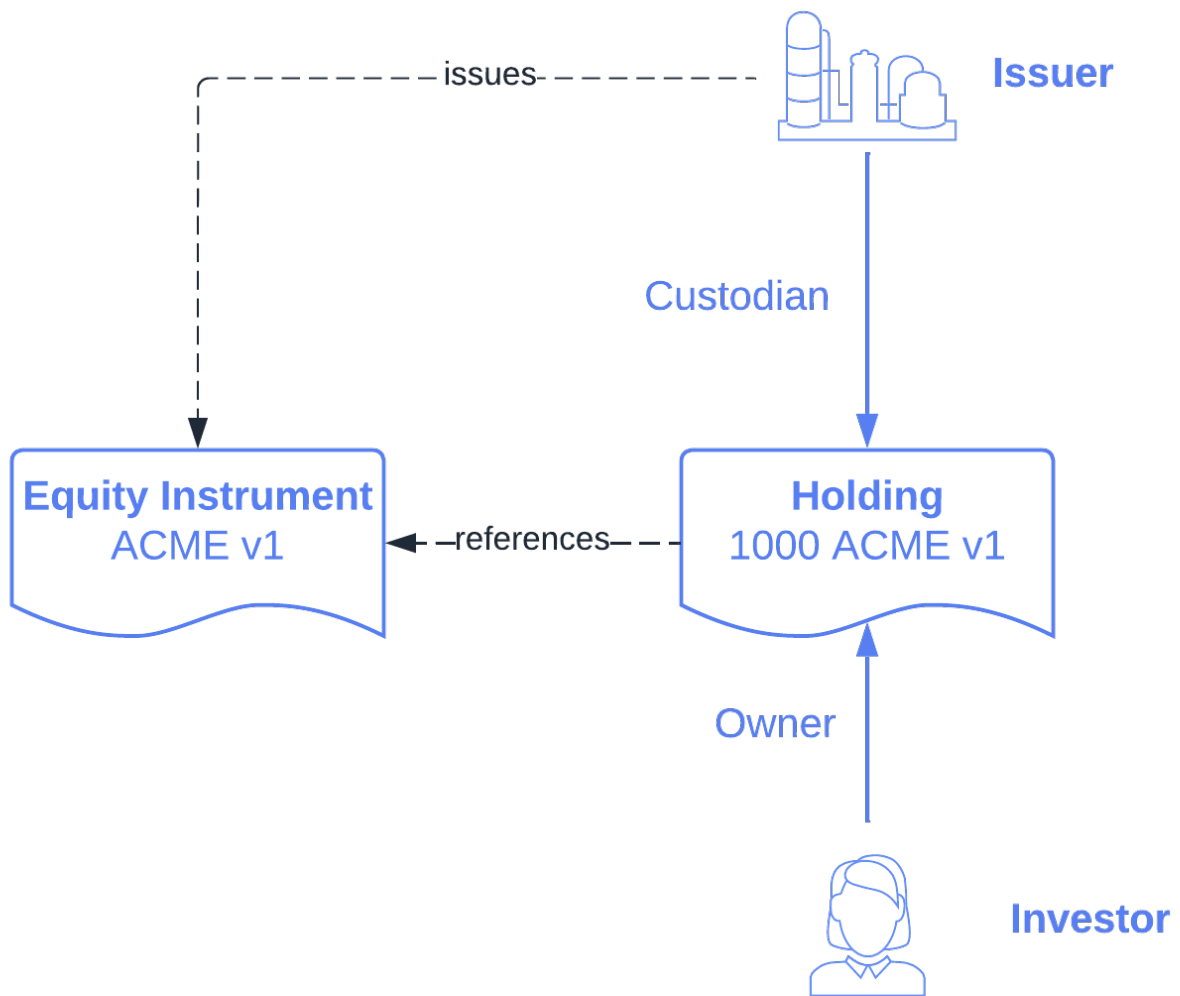 issues
Issuer
Custodian
Equity Instrument
ACME v1
references
Holding
1000 ACME v1
Owner
Investor